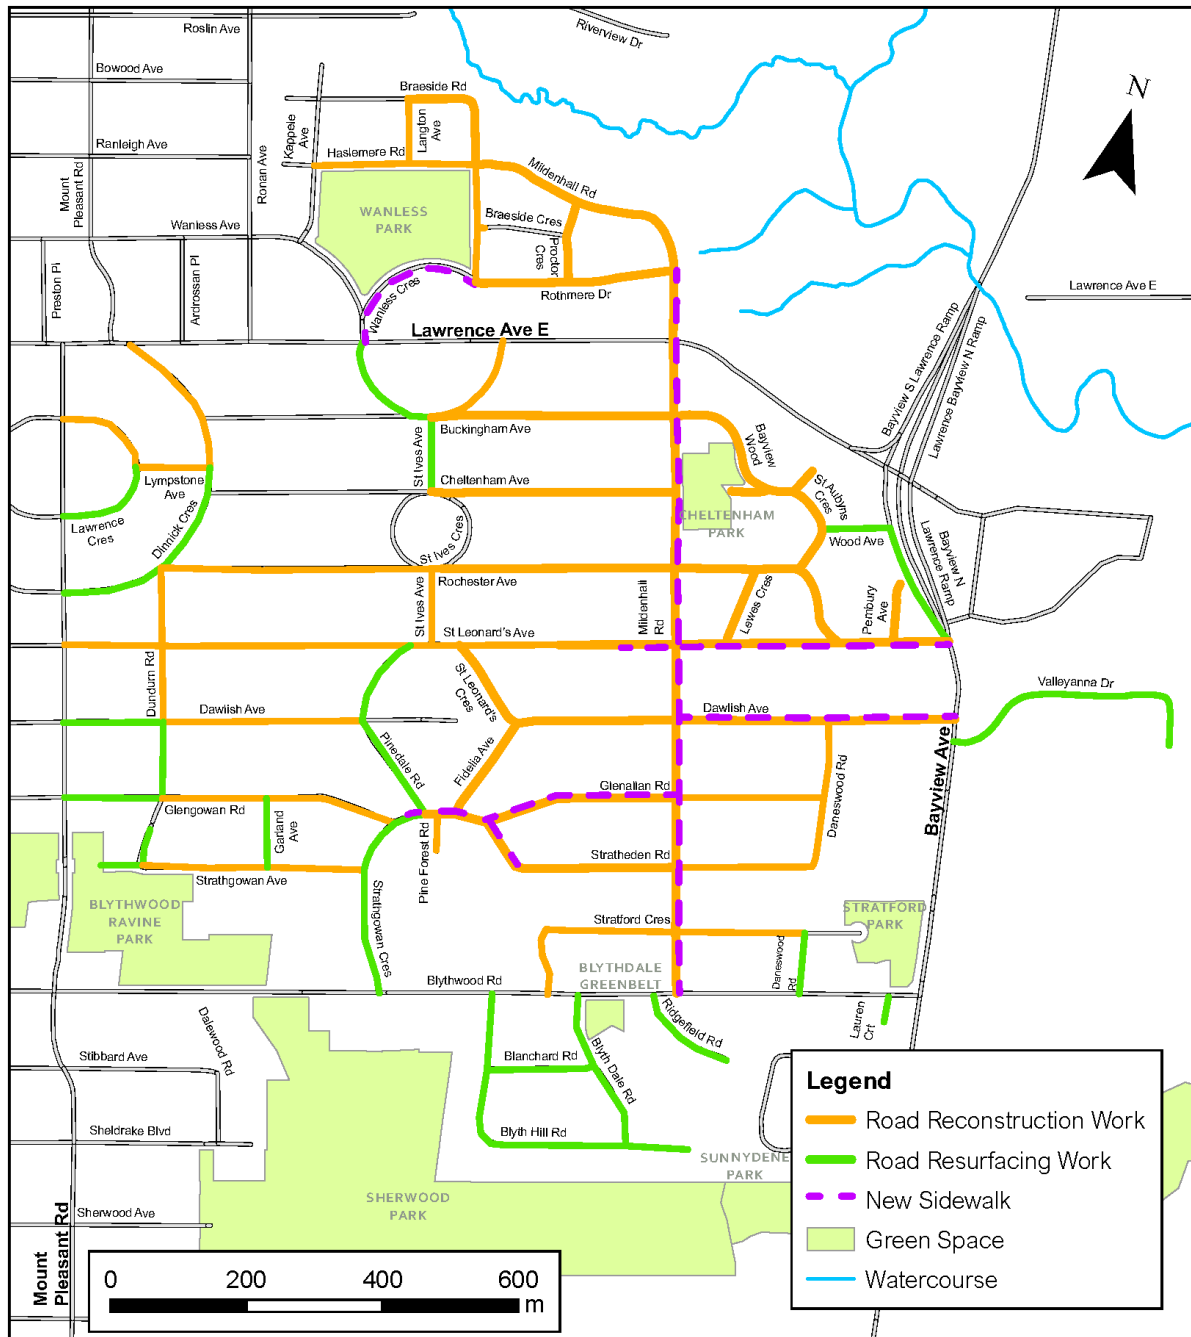 Roslin Ave
Riverview Dr
Bowood Ave
Braeside Rd
N
Kappele
Ave
Langton
Ave
Ranleigh Ave
Haslemere Rd
Mildenhall Rd
Mount
Pleasant Rd
Ronan Ave
WANLESS
PARK
Braeside Cres
Wanless Ave
Proctor
Cres
Preston Pl
Ardrossan Pl
Wanless Cres
Rothmere Dr
Lawrence Ave E
Lawrence Ave E
Bayview S Lawrence Ramp
Lawrence Bayview N Ramp
Buckingham Ave
St Ives Ave
Bayview
Wood
Lympstone
Ave
Cheltenham Ave
St Aubyns
Cres
Lawrence
Cres
Dinnick Cres
CHELTENHAM
PARK
St Ives Cres
Wood Ave
Bayview N
Lawrence Ramp
Rochester Ave
St Ives Ave
Mildenhall
Rd
Lewes Cres
Pembury
Ave
St Leonard's Ave
Dundurn Rd
St Leonard's
Cres
Valleyanna Dr
Dawlish Ave
Dawlish Ave
Pinedale Rd
Fidelia Ave
Daneswood Rd
Bayview Ave
Glenallan Rd
Glengowan Rd
Garland
Ave
Pine Forest Rd
Stratheden Rd
Strathgowan Ave
BLYTHWOOD
RAVINE
PARK
Strathgowan Cres
Stratford Cres
STRATFORD
PARK
Blythwood Rd
BLYTHDALE
GREENBELT
Daneswood
Rd
Lauren
Crt
Dalewood Rd
Ridgefield Rd
Stibbard Ave
Blanchard Rd
Blyth Dale Rd
Sheldrake Blvd
Blyth Hill Rd
SUNNYDENE
PARK
SHERWOOD
PARK
Sherwood Ave
Mount
Pleasant Rd
Legend
Road Reconstruction Work
Road Resurfacing Work
New Sidewalk
Green Space
Watercourse
0 200 400 600
m